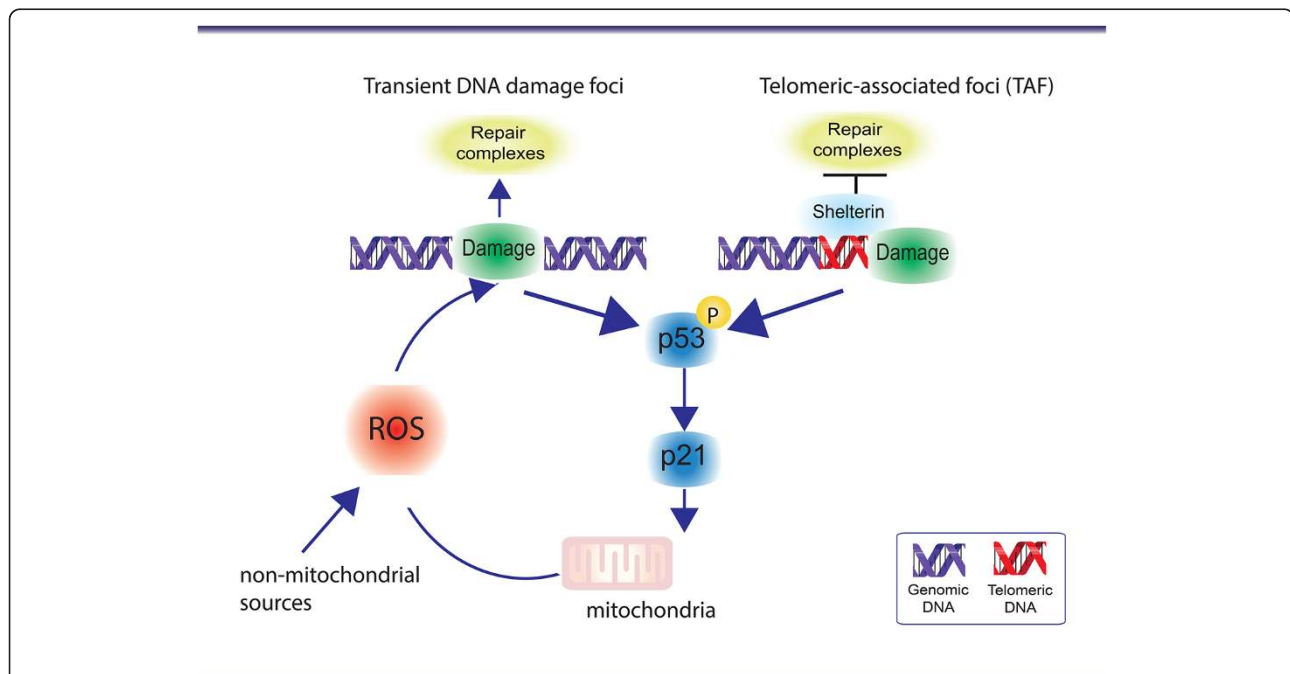 Transient DNA damage foci
Telomeric-associated foci (TAF)
Repair
complexes
Repair
complexes
Shelterin
Damage
Damage
P
p53
ROS
p21
non-mitochondrial
sources
mitochondria
Genomic
DNA
Telomeric
DNA